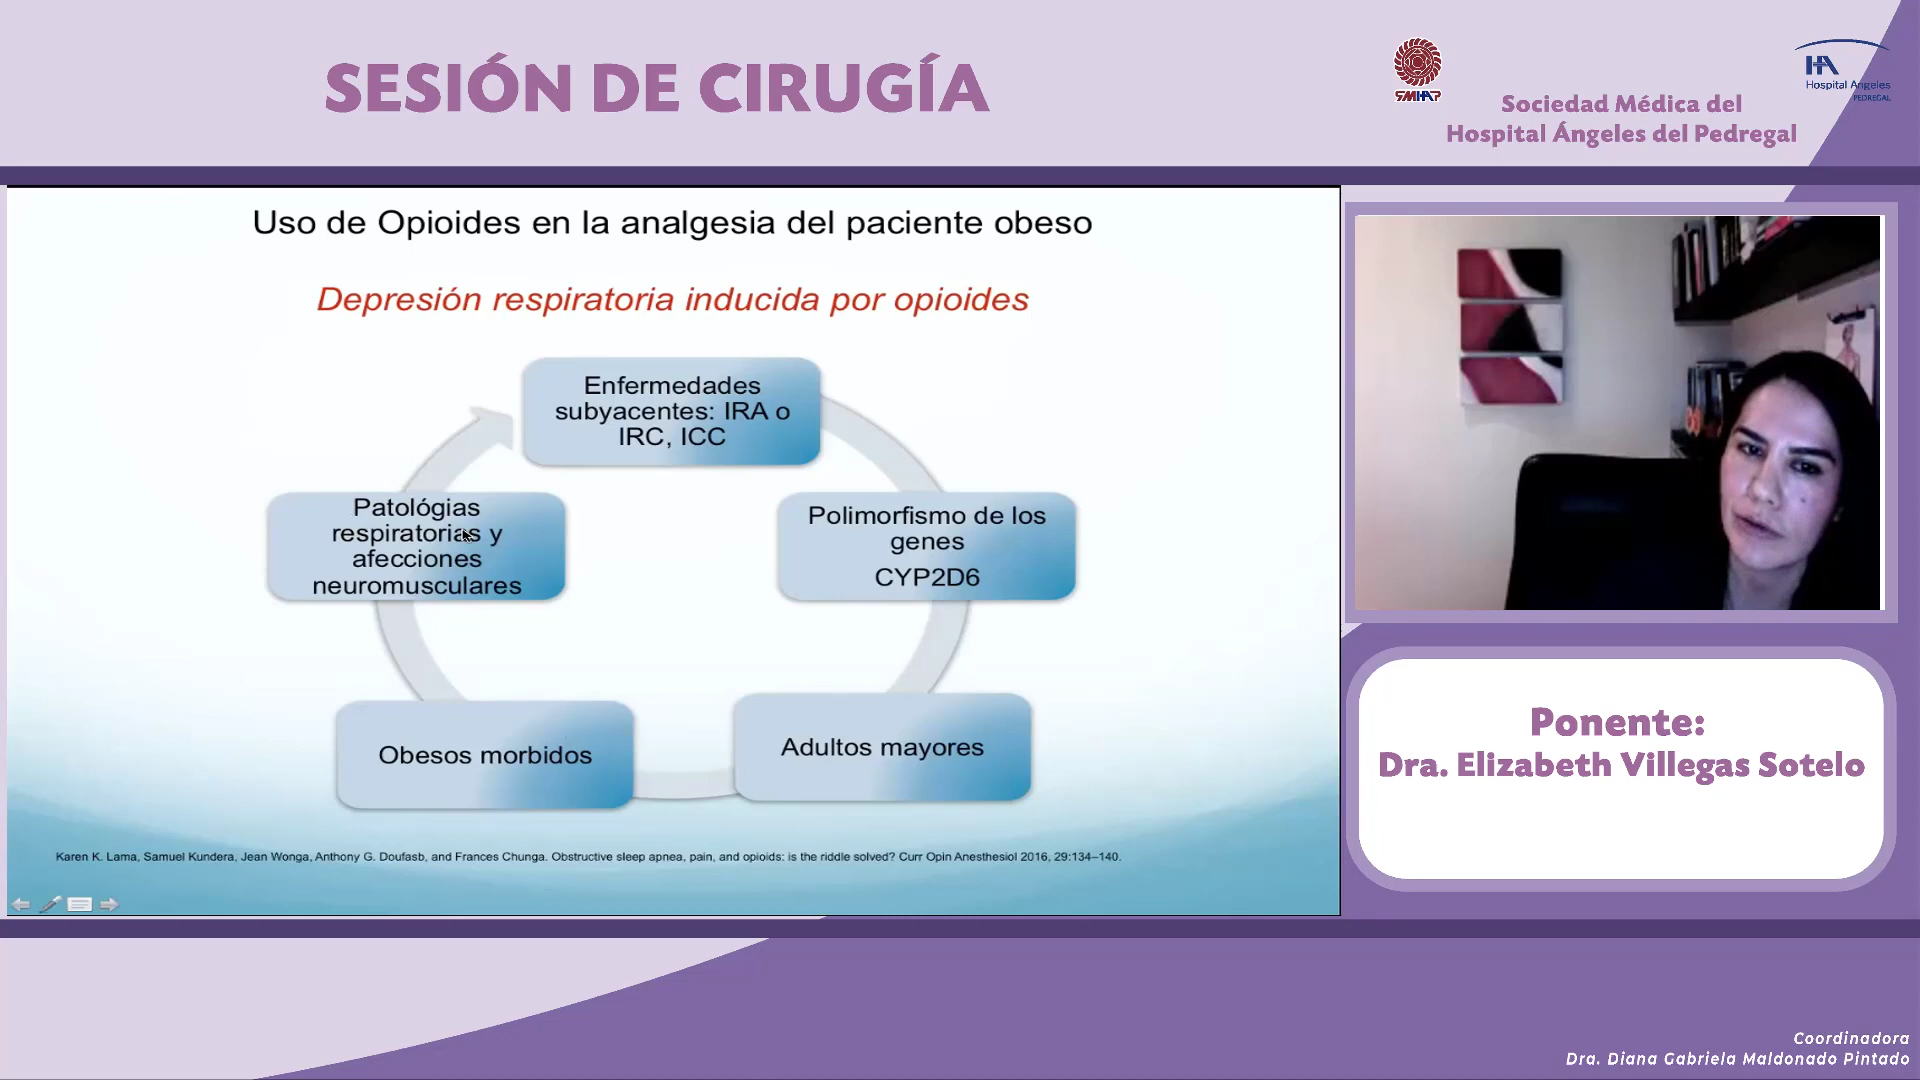 SESIÓN DE CIRUGÍA
SMHAP
Sociedad Médica del
Hospital Ángeles del Pedregal
HA
Hospital Angeles
PEDREGAL
Uso de Opioides en la analgesia del paciente obeso
Depresión respiratoria inducida por opioides
Enfermedades
subyacentes: IRA o
IRC, ICC
Polimorfismo de los
genes
CYP2D6
Adultos mayores
Obesos morbidos
Patológias
respiratorias y
afecciones
neuromusculares
Karen K. Lama, Samuel Kundera, Jean Wonga, Anthony G. Doufasb, and Frances Chunga. Obstructive sleep apnea, pain, and opioids: is the riddle solved? Curr Opin Anesthesiol 2016, 29:134–140.
Ponente:
Dra. Elizabeth Villegas Sotelo
Coordinadora
Dra. Diana Gabriela Maldonado Pintado